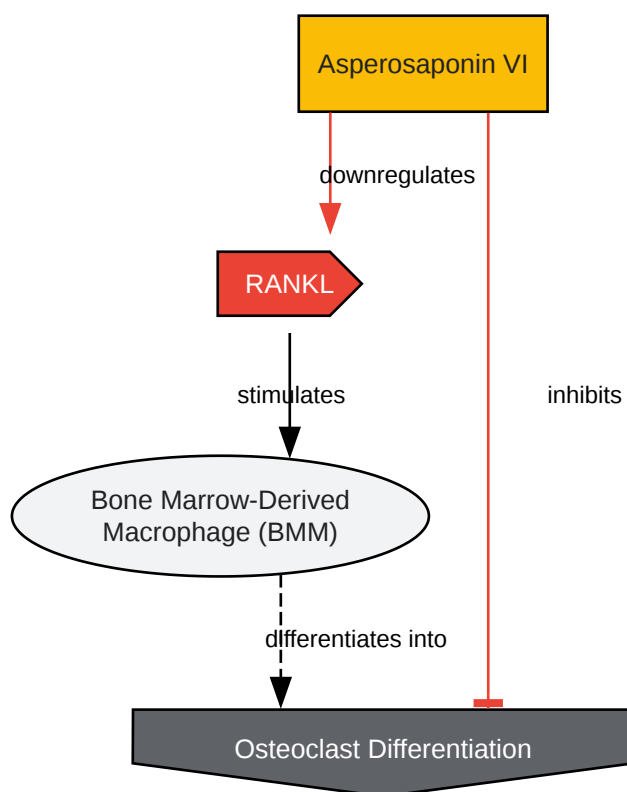 Asperosaponin VI
downregulates
RANKL
stimulates
inhibits
Bone Marrow-Derived
Macrophage (BMM)
differentiates into
Osteoclast Differentiation